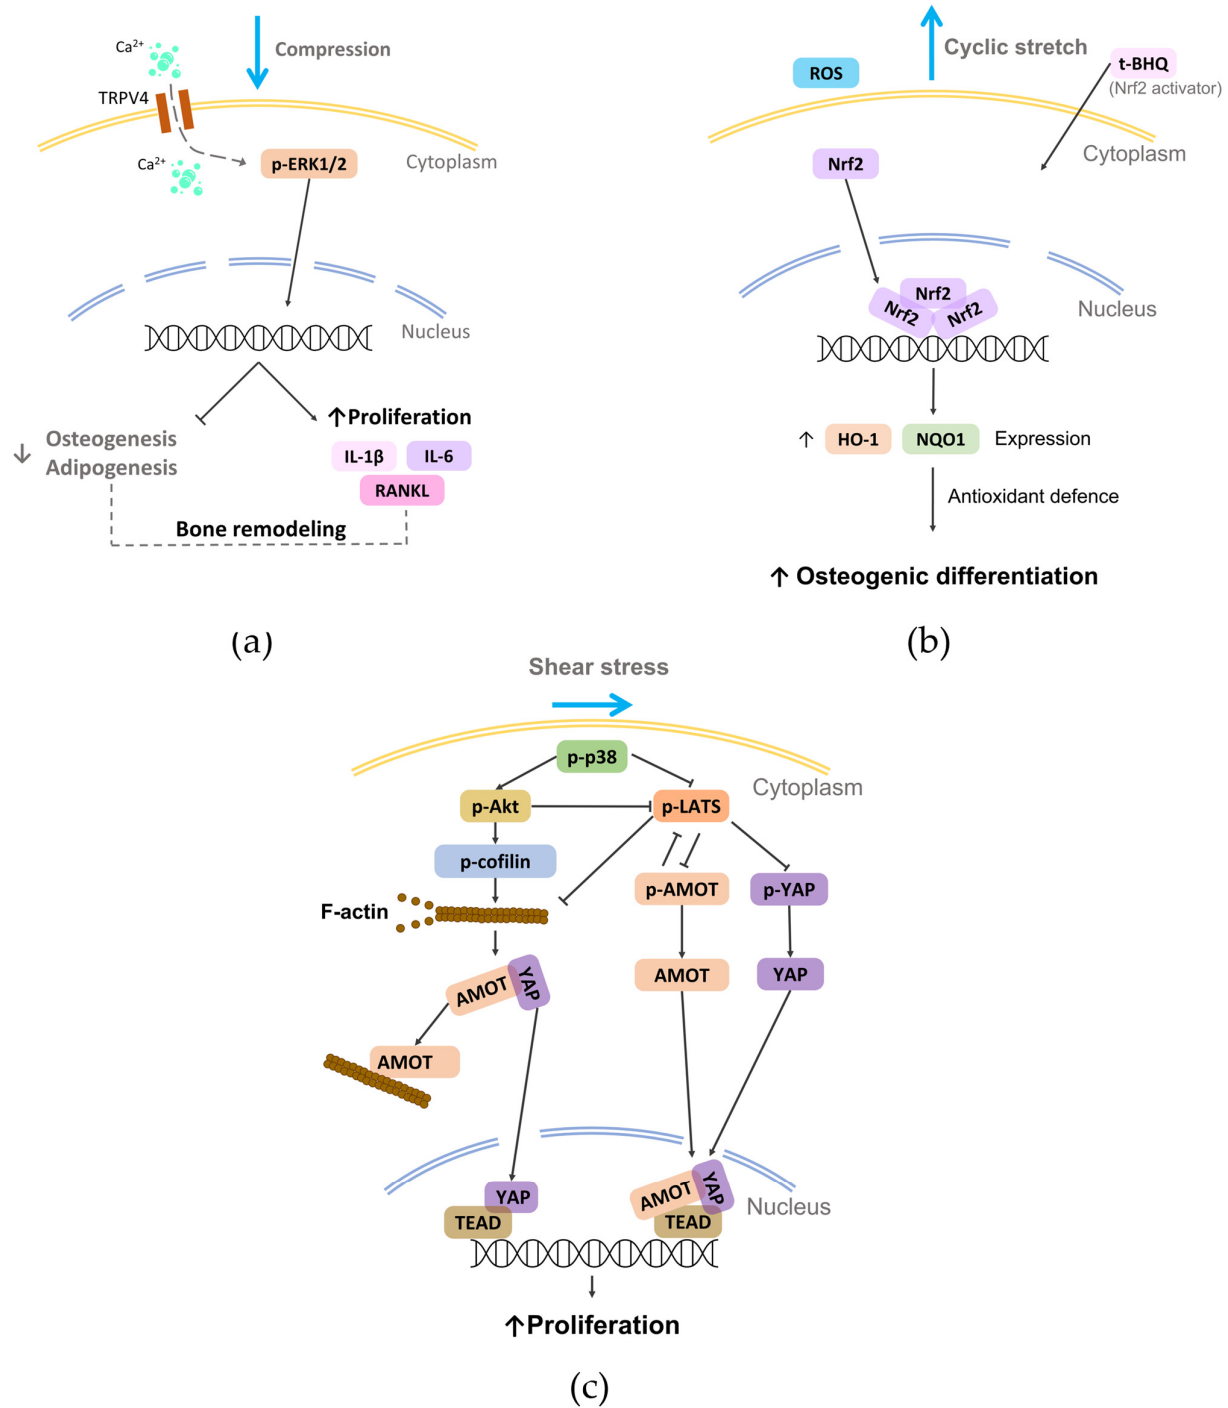 Compression
Ca2+
TRPV4
Ca2+
p-ERK1/2
Cytoplasm
Nucleus
↑Proliferation
↓ Osteogenesis
Adipogenesis
IL-1β
IL-6
RANKL
Bone remodeling
(a)
Cyclic stretch
ROS
t-BHQ
(Nrf2 activator)
Cytoplasm
Nrf2
Nrf2
Nrf2
Nrf2
Nucleus
↑ HO-1 NQO1 Expression
Antioxidant defence
↑ Osteogenic differentiation
(b)
Shear stress
p-p38
Cytoplasm
p-Akt
p-LATS
p-cofilin
p-AMOT
p-YAP
F-actin
AMOT
YAP
AMOT
YAP
AMOT
YAP
TEAD
AMOT
YAP
TEAD
Nucleus
↑Proliferation
(c)